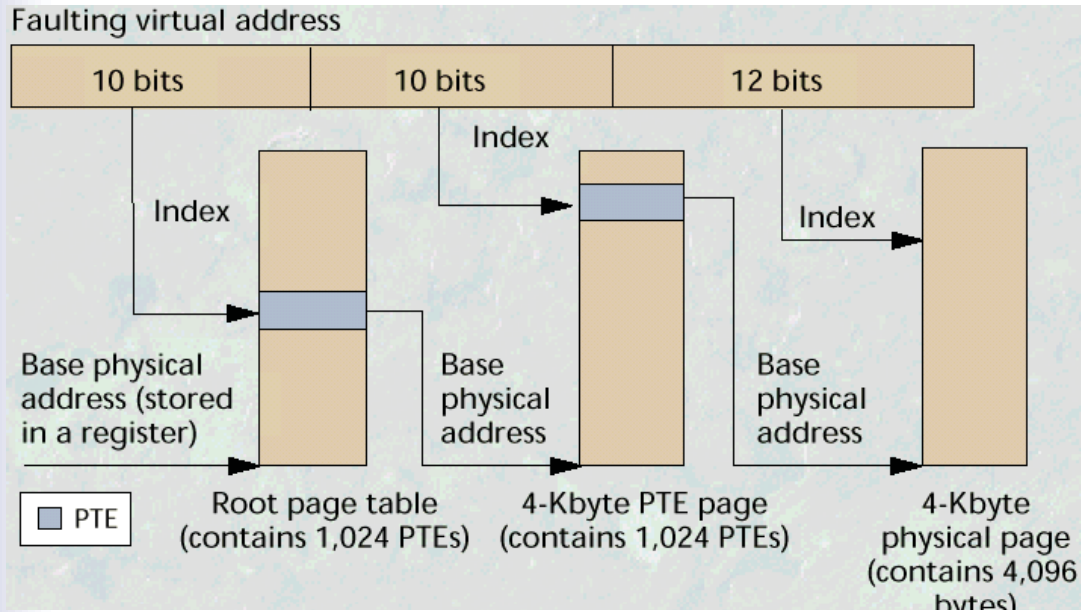 Faulting virtual address
10 bits
10 bits
12 bits
Index
Index
Index
Base physical
address (stored
in a register)
Base
physical
address
Base
physical
address
PTE
Root page table
(contains 1,024 PTEs)
4-Kbyte PTE page
(contains 1,024 PTEs)
4-Kbyte
physical page
(contains 4,096
bytes)